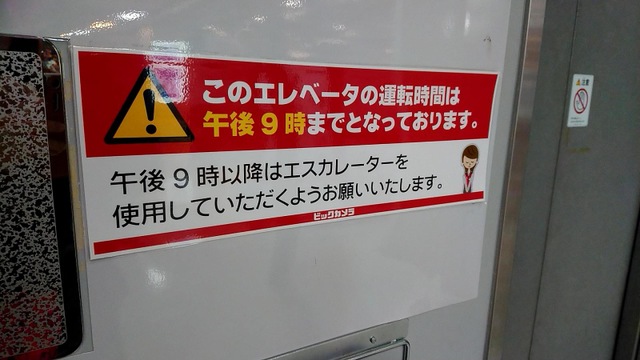 このエレベータの運転時間は
午後9時までとなっております。
午後9時以降はエスカレーターを
使用していただくようお願いいたします。
ビックカメラ
注意